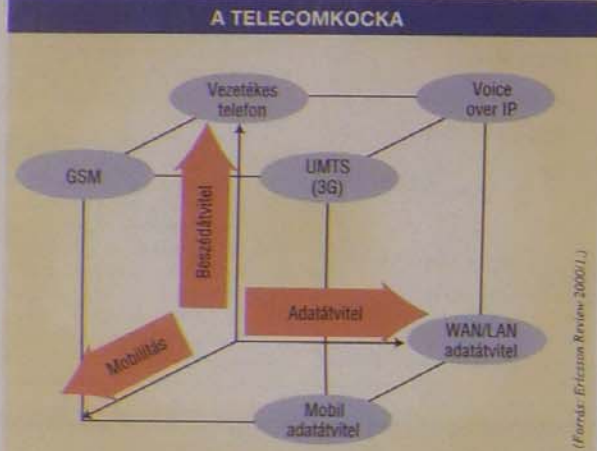 A TELECOMKOCKA
Vezetékes
telefon
Voice
over IP
GSM
UMTS
(3G)
Beszédátvitel
Adatátvitel
Mobilitás
WAN/LAN
adatátvitel
Mobil
adatátvitel
(Forrás: Ericsson Review 2000/1.)